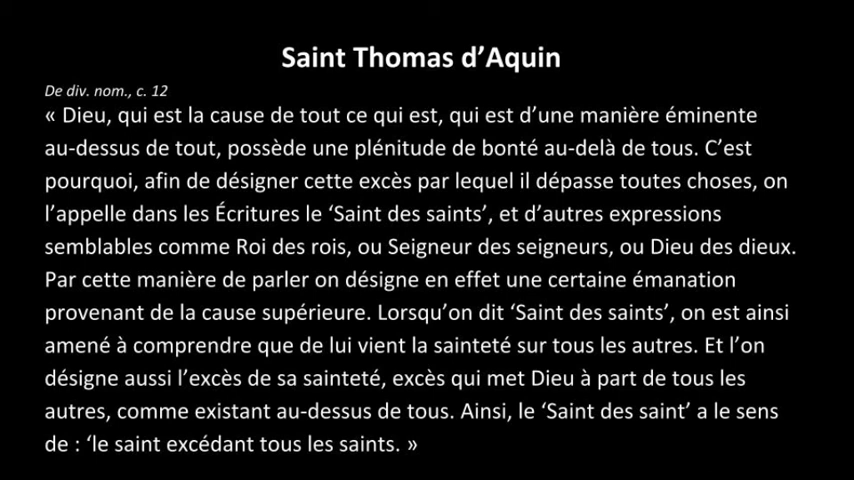 Saint Thomas d’Aquin
De div. nom., c. 12
« Dieu, qui est la cause de tout ce qui est, qui est d’une manière éminente
au-dessus de tout, possède une plénitude de bonté au-delà de tous. C’est
pourquoi, afin de désigner cette excès par lequel il dépasse toutes choses, on
l’appelle dans les Écritures le ‘Saint des saints’, et d’autres expressions
semblables comme Roi des rois, ou Seigneur des seigneurs, ou Dieu des dieux.
Par cette manière de parler on désigne en effet une certaine émanation
provenant de la cause supérieure. Lorsqu’on dit ‘Saint des saints’, on est ainsi
amené à comprendre que de lui vient la sainteté sur tous les autres. Et l’on
désigne aussi l’excès de sa sainteté, excès qui met Dieu à part de tous les
autres, comme existant au-dessus de tous. Ainsi, le ‘Saint des saint’ a le sens
de : ‘le saint excédant tous les saints. »